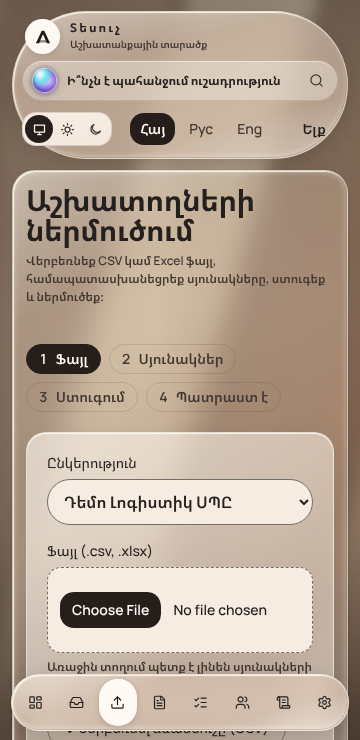 Տեսուչ
Աշխատանքային տարածք
Ի՞նչն է պահանջում ուշադրություն
Հայ Рус Eng Ելք
Աշխատողների
ներմուծում
Վերբեռնեք CSV կամ Excel ֆայլ,
համապատասխանեցրեք սյունակները, ստուգեք
և ներմուծեք:
1 Ֆայլ 2 Սյունակներ
3 Ստուգում 4 Պատրաստ է
Ընկերություն
Դեմո Լոգիստիկ ՍՊԸ
Ֆայլ (.csv, .xlsx)
Choose File No file chosen
Առաջին տողում պետք է լինեն սյունակների